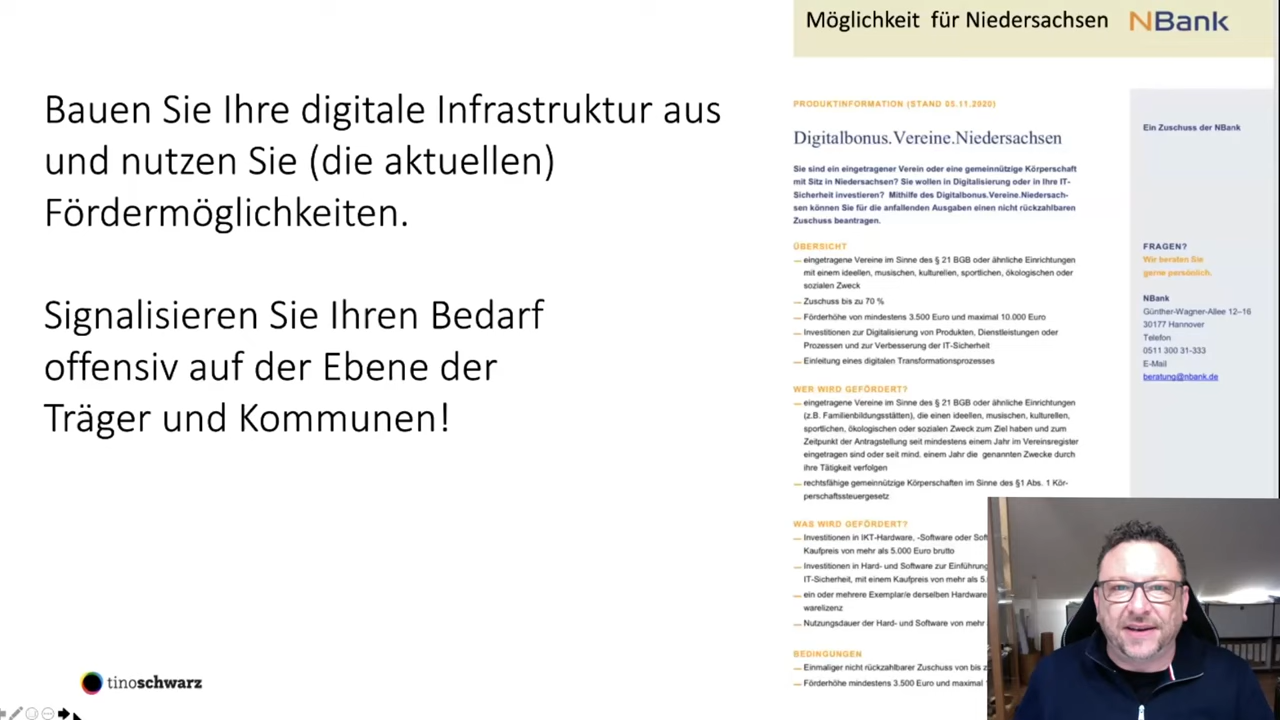 Bauen Sie Ihre digitale Infrastruktur aus
und nutzen Sie (die aktuellen)
Fördermöglichkeiten.
Signalisieren Sie Ihren Bedarf
offensiv auf der Ebene der
Träger und Kommunen!
tinoschwarz
Möglichkeit für Niedersachsen NBank
PRODUKTINFORMATION (STAND 05.11.2020)
Digitalbonus.Vereine.Niedersachsen
Sie sind ein eingetragener Verein oder eine gemeinnützige Körperschaft
mit Sitz in Niedersachsen? Sie wollen in Digitalisierung oder in Ihre IT-
Sicherheit investieren? Mithilfe des Digitalbonus.Vereine.Niedersach-
sen können Sie für die anfallenden Ausgaben einen nicht rückzahlbaren
Zuschuss beantragen.
ÜBERSICHT
— eingetragene Vereine im Sinne des § 21 BGB oder ähnliche Einrichtungen
mit einem ideellen, musischen, kulturellen, sportlichen, ökologischen oder
sozialen Zweck
— Zuschuss bis zu 70 %
— Förderhöhe von mindestens 3.500 Euro und maximal 10.000 Euro
— Investitionen zur Digitalisierung von Produkten, Dienstleistungen oder
Prozessen und zur Verbesserung der IT-Sicherheit
— Einleitung eines digitalen Transformationsprozesses
WER WIRD GEFÖRDERT?
— eingetragene Vereine im Sinne des § 21 BGB oder ähnliche Einrichtungen
(z.B. Familienbildungsstätten), die einen ideellen, musischen, kulturellen,
sportlichen, ökologischen oder sozialen Zweck zum Ziel haben und zum
Zeitpunkt der Antragstellung seit mindestens einem Jahr im Vereinsregister
eingetragen sind oder seit mind. einem Jahr die genannten Zwecke durch
ihre Tätigkeit verfolgen
— rechtsfähige gemeinnützige Körperschaften im Sinne des §1 Abs. 1 Kör-
perschaftssteuergesetz
WAS WIRD GEFÖRDERT?
— Investitionen in IKT-Hardware, -Software oder Sof
Kaufpreis von mehr als 5.000 Euro brutto
— Investitionen in Hard- und Software zur Einführung
IT-Sicherheit, mit einem Kaufpreis von mehr als 5.
— ein oder mehrere Exemplar/e derselben Hardware
warelizenz
— Nutzungsdauer der Hard- und Software von mehr
BEDINGUNGEN
— Einmaliger nicht rückzahlbarer Zuschuss von bis z
— Förderhöhe mindestens 3.500 Euro und maximal
Ein Zuschuss der NBank
FRAGEN?
Wir beraten Sie
gerne persönlich.
NBank
Günther-Wagner-Allee 12–16
30177 Hannover
Telefon
0511 300 31-333
E-Mail
beratung@nbank.de